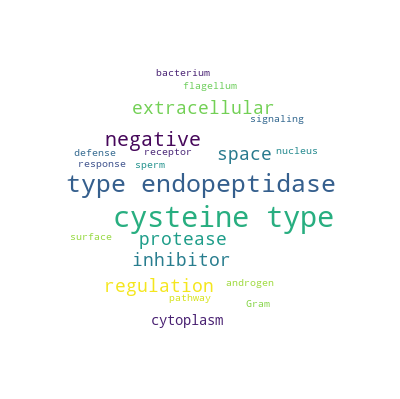 bacterium
flagellum
extracellular
signaling
negative
defense
receptor
space
nucleus
response
sperm
type endopeptidase
cysteine type
surface
protease
inhibitor
regulation
androgen
pathway
Gram
cytoplasm